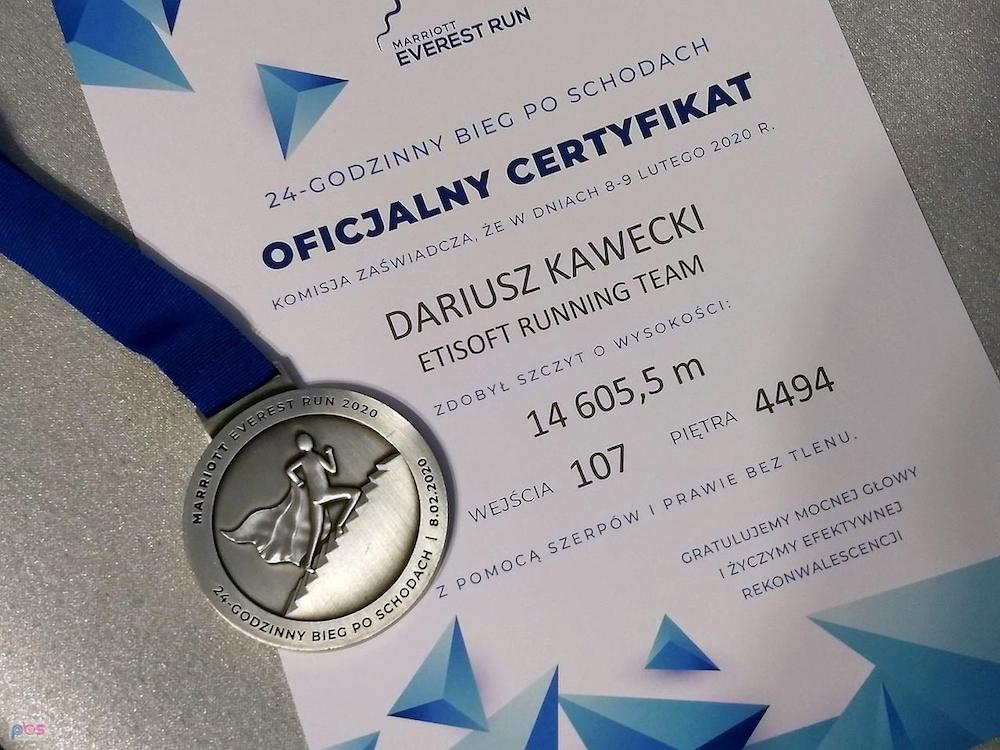 MARRIOTT
EVEREST RUN
24-GODZINNY BIEG PO SCHODACH
OFICJALNY CERTYFIKAT
KOMISJA ZAŚWIADCZA, ŻE W DNIACH 8-9 LUTEGO 2020 R.
DARIUSZ KAWECKI
ETISOFT RUNNING TEAM
ZDOBYŁ SZCZYT O WYSOKOŚCI:
14 605,5 m
WEJŚCIA 107 PIĘTRA 4494
Z POMOCĄ SZERPÓW I PRAWIE BEZ TLENU.
GRATULUJEMY MOCNEJ GŁOWY
I ŻYCZYMY EFEKTYWNEJ
REKONWALESCENCJI
MARRIOTT EVEREST RUN 2020
24-GODZINNY BIEG PO SCHODACH | 8.02.2020
pbs